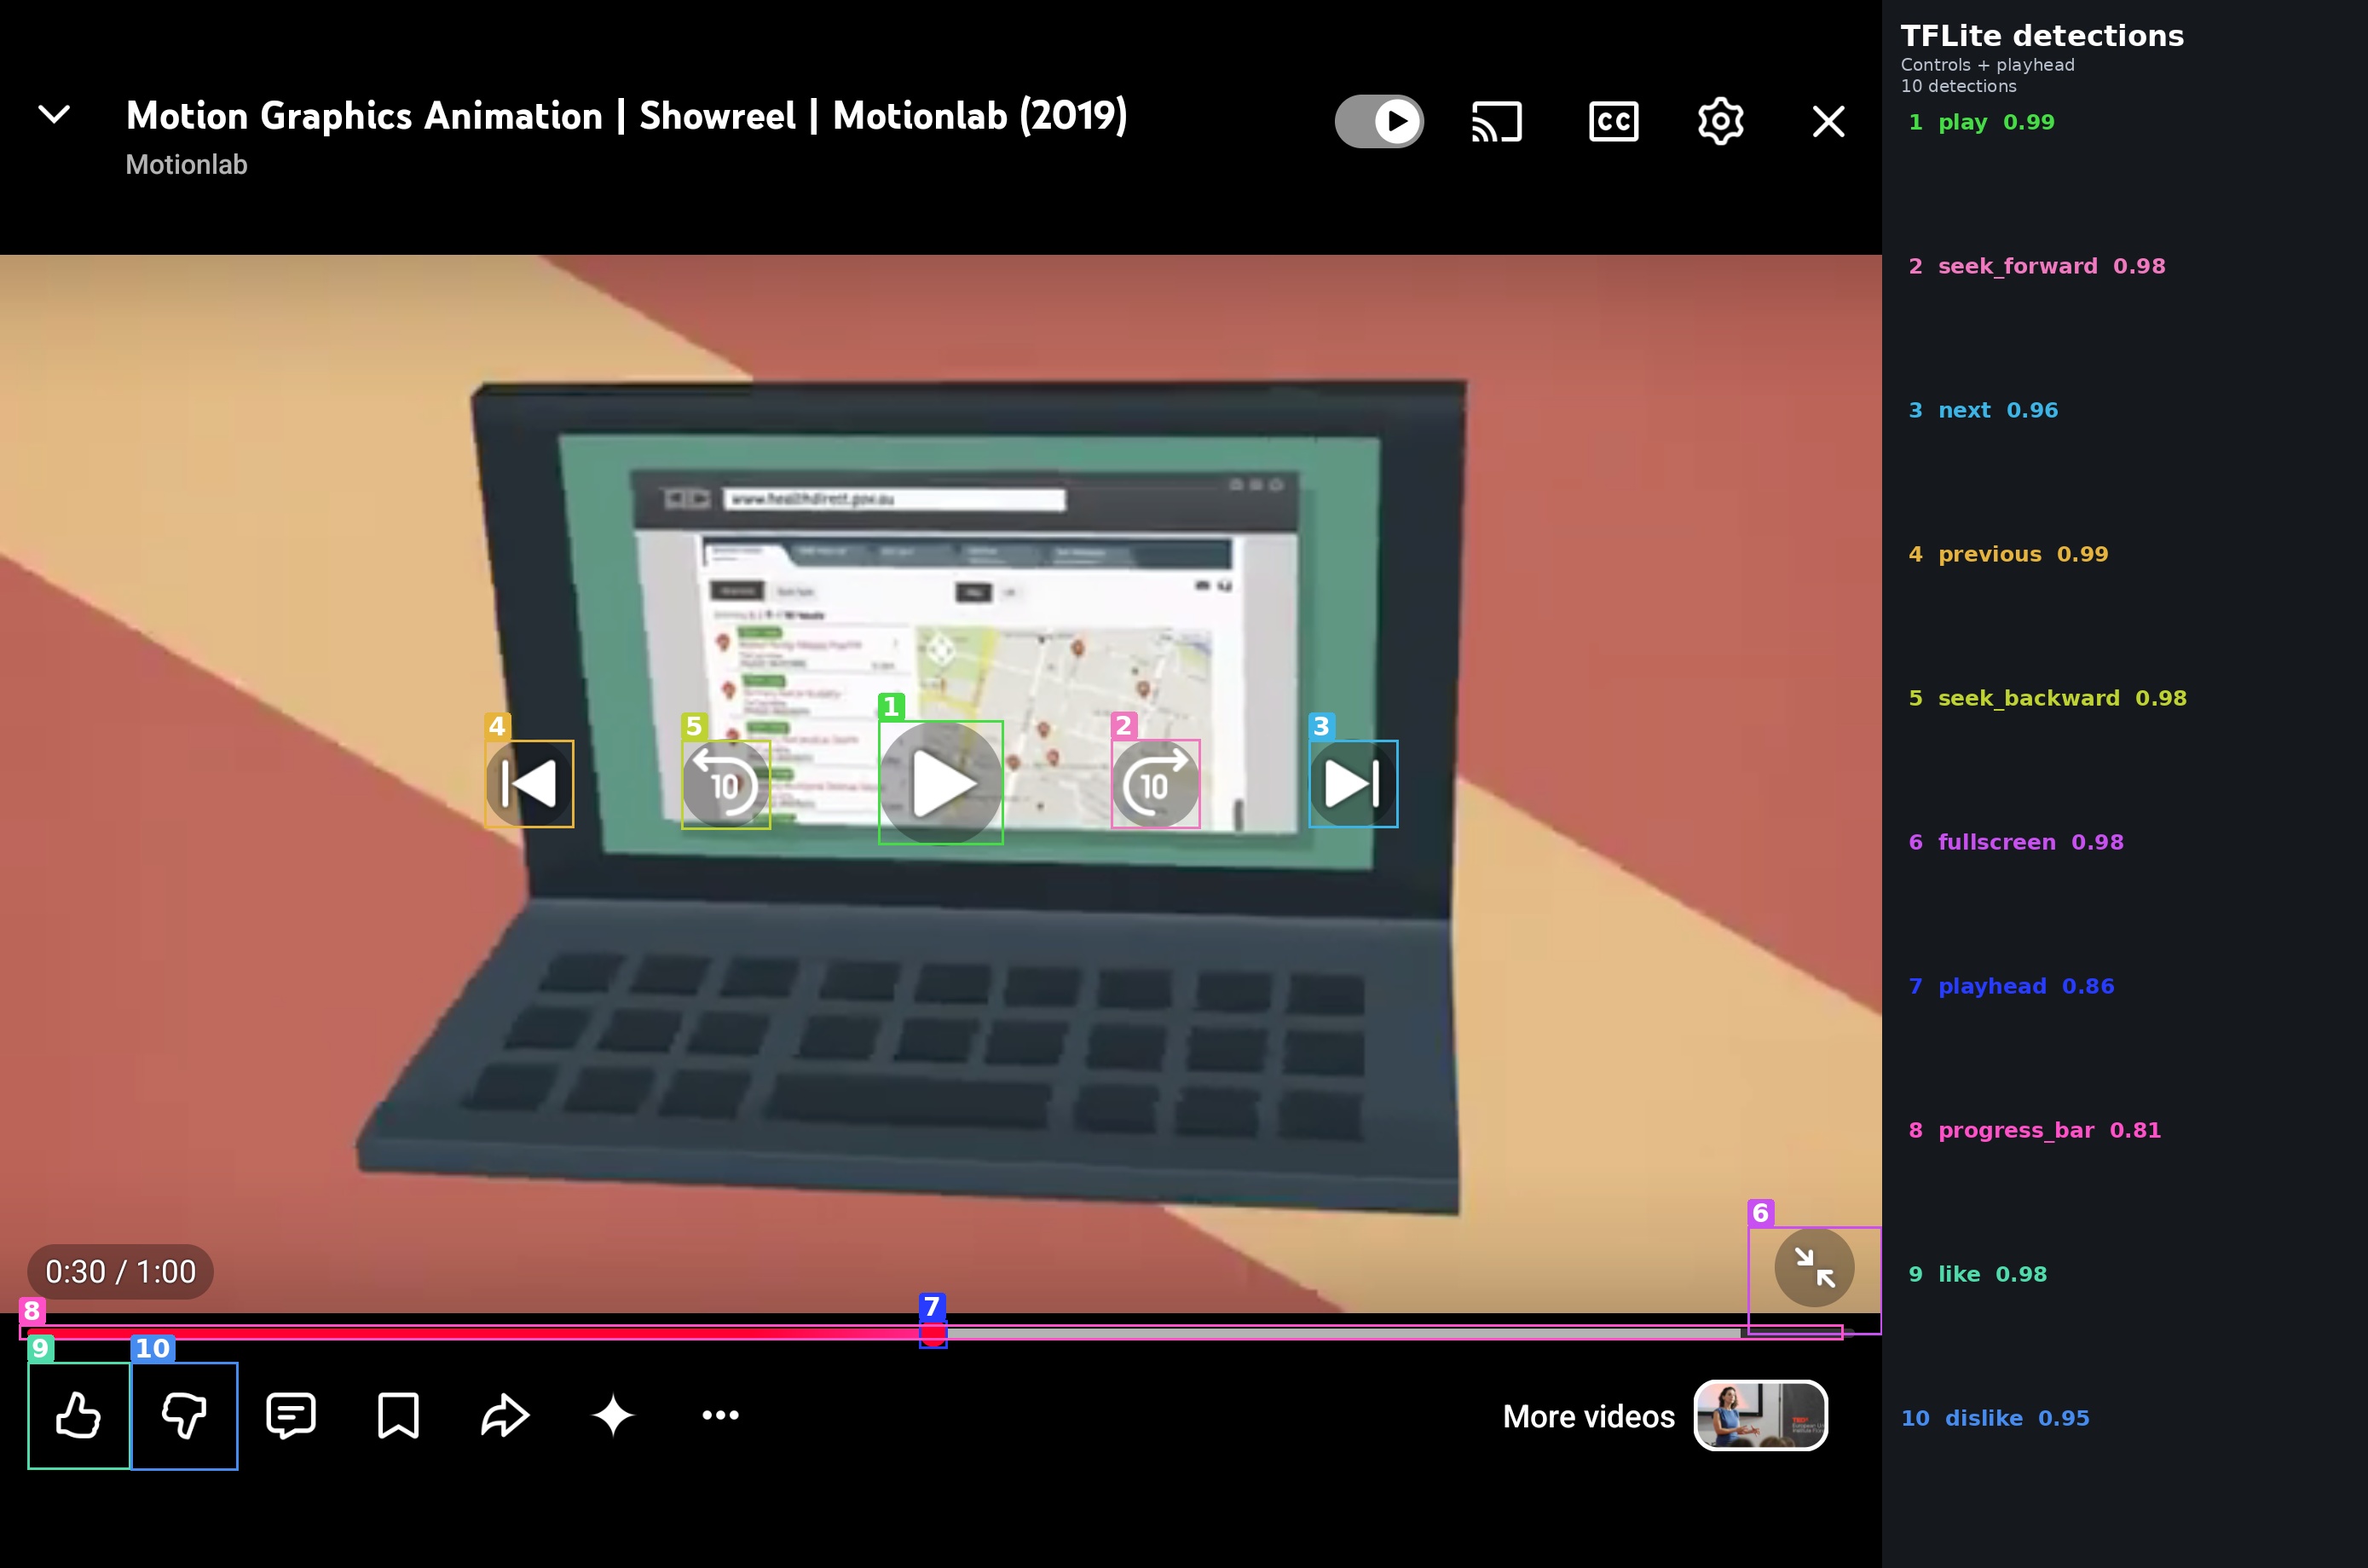 Motion Graphics Animation | Showreel | Motionlab (2019)
Motionlab
CC
www.healthdirect.gov.au
4
5
1
2
3
10
10
6
0:30 / 1:00
8
7
9
10
More videos
TEDx
TFLite detections
Controls + playhead
10 detections
1 play 0.99
2 seek_forward 0.98
3 next 0.96
4 previous 0.99
5 seek_backward 0.98
6 fullscreen 0.98
7 playhead 0.86
8 progress_bar 0.81
9 like 0.98
10 dislike 0.95